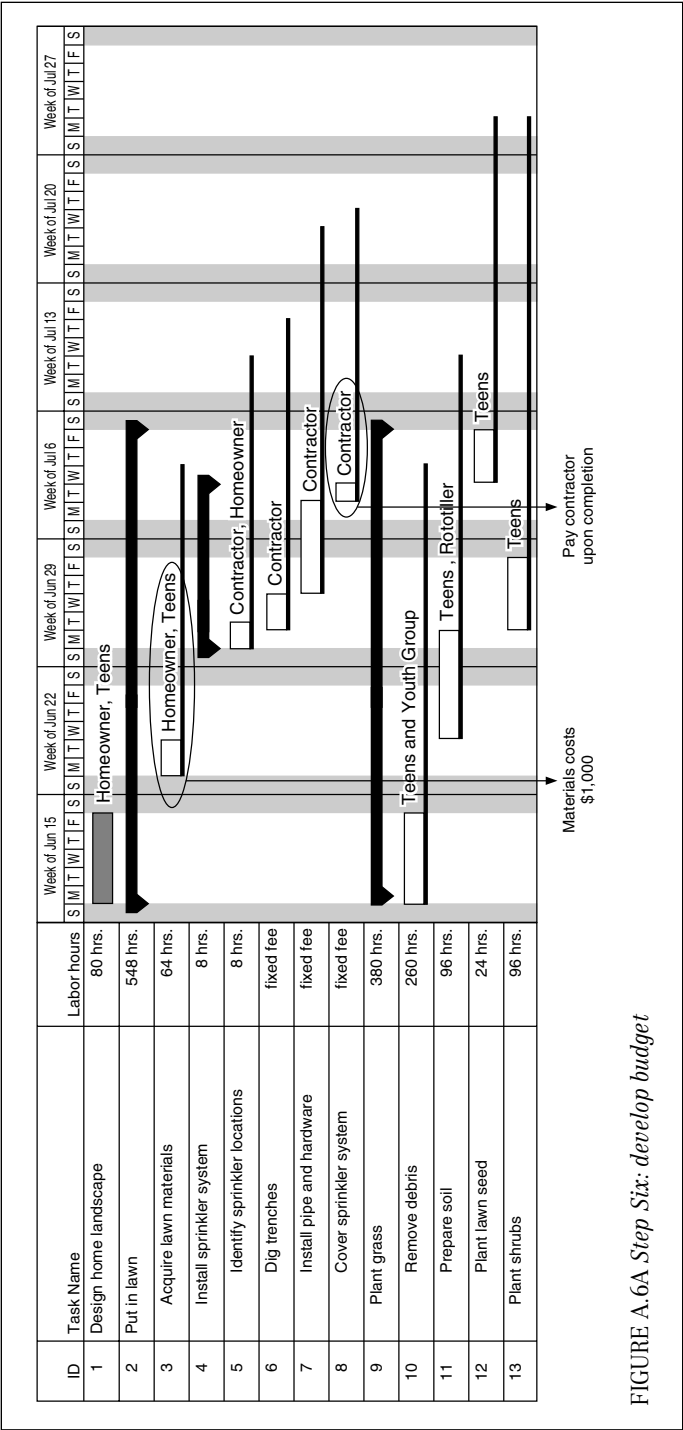 Week of Jun 15 Week of Jun 22 Week of Jun 29 Week of Jul 6 Week of Jul 13 Week of Jul 20 Week of Jul 27
ID Task Name Labor hours S M T W T F S S M T W T F S S M T W T F S S M T W T F S S M T W T F S S M T W T F S S M T W T F S
1 Design home landscape 80 hrs. Homeowner, Teens
2 Put in lawn 548 hrs.
3 Acquire lawn materials 64 hrs. Homeowner, Teens
4 Install sprinkler system 8 hrs.
5 Identify sprinkler locations 8 hrs. Contractor, Homeowner
6 Dig trenches fixed fee Contractor
7 Install pipe and hardware fixed fee Contractor
8 Cover sprinkler system fixed fee Contractor
9 Plant grass 380 hrs.
10 Remove debris 260 hrs. Teens and Youth Group
11 Prepare soil 96 hrs. Teens , Rototiller
12 Plant lawn seed 24 hrs. Teens
13 Plant shrubs 96 hrs. Teens
Materials costs
$1,000
Pay contractor
upon completion
FIGURE A.6A Step Six: develop budget